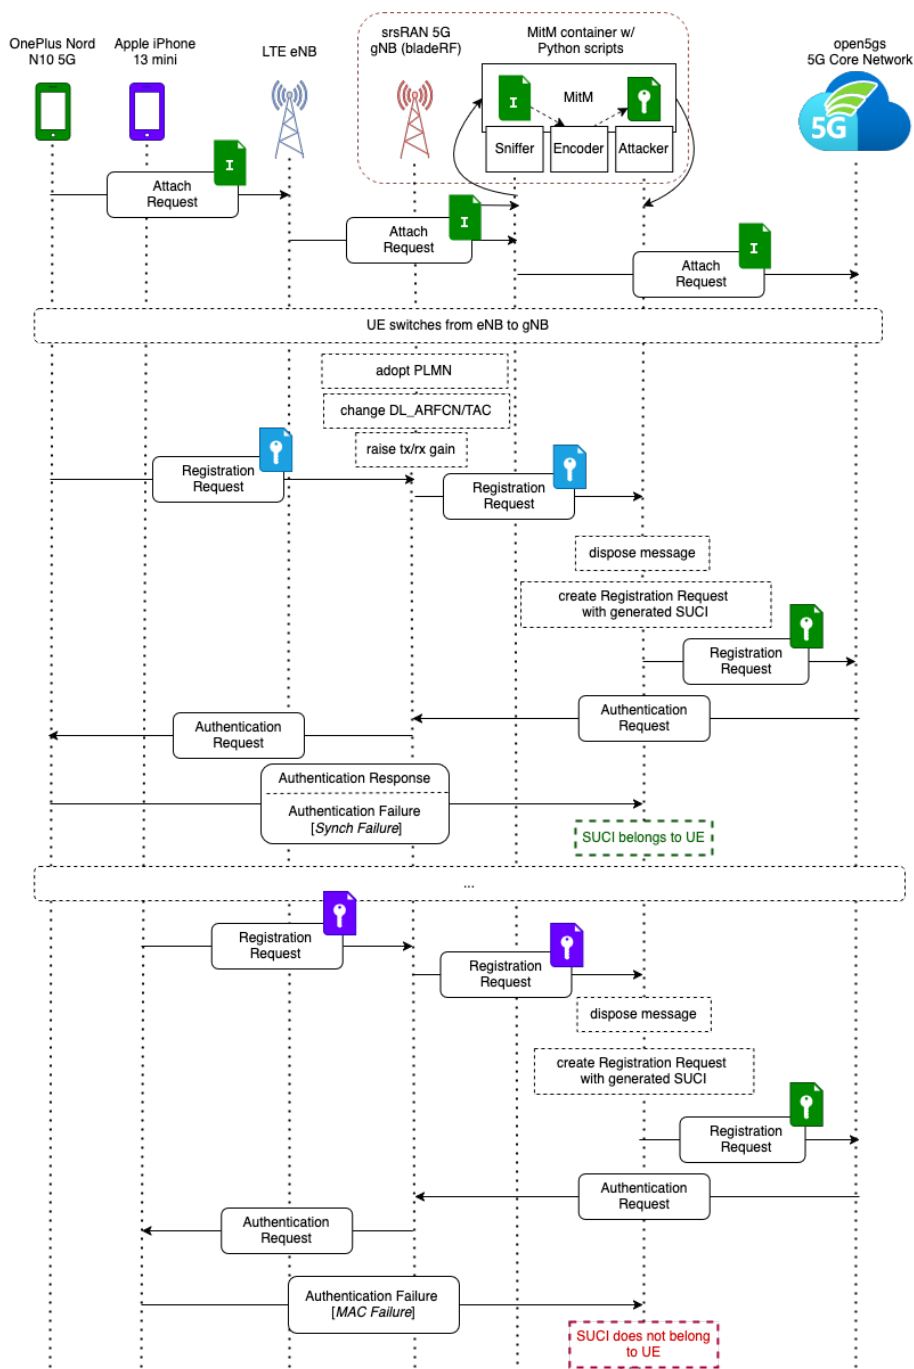 OnePlus Nord
N10 5G
Apple iPhone
13 mini
LTE eNB
srsRAN 5G
gNB (bladeRF)
MitM container w/
Python scripts
open5gs
5G Core Network
I
MitM
Sniffer
Encoder
Attacker
5G
I
Attach
Request
I
Attach
Request
I
Attach
Request
UE switches from eNB to gNB
adopt PLMN
change DL_ARFCN/TAC
raise tx/rx gain
Registration
Request
Registration
Request
dispose message
create Registration Request
with generated SUCI
Registration
Request
Authentication
Request
Authentication
Request
Authentication Response
Authentication Failure
[Synch Failure]
SUCI belongs to UE
...
Registration
Request
Registration
Request
dispose message
create Registration Request
with generated SUCI
Registration
Request
Authentication
Request
Authentication
Request
Authentication Failure
[MAC Failure]
SUCI does not belong
to UE